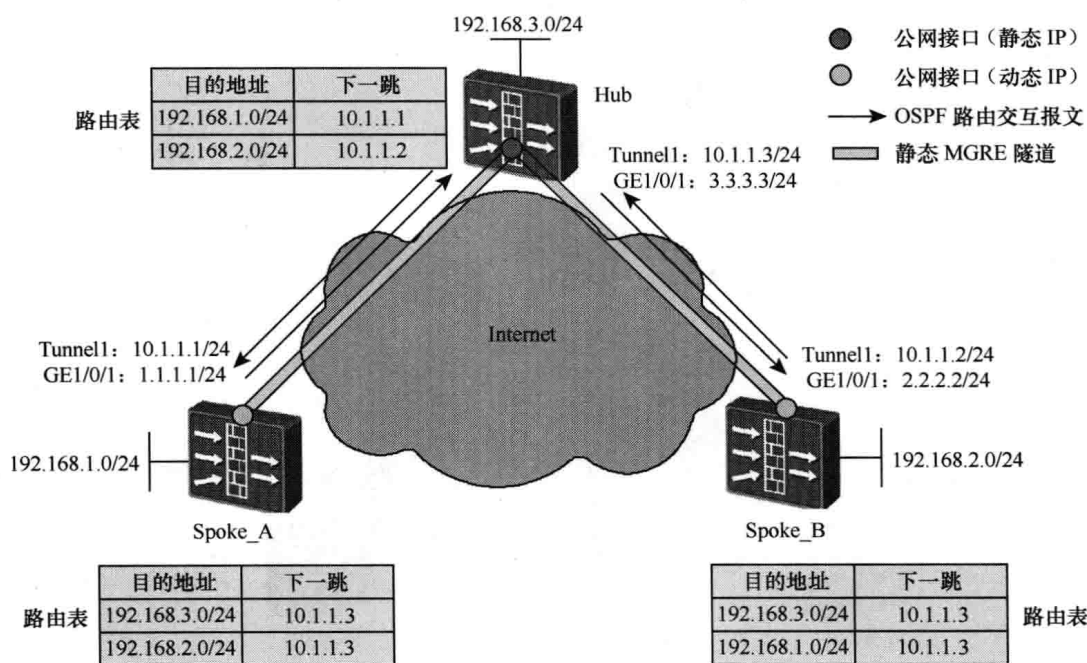 192.168.3.0/24
公网接口（静态 IP）
公网接口（动态 IP）
OSPF 路由交互报文
静态 MGRE 隧道
Hub
路由表
目的地址 下一跳
192.168.1.0/24 10.1.1.1
192.168.2.0/24 10.1.1.2
Tunnel1：10.1.1.3/24
GE1/0/1：3.3.3.3/24
Internet
Tunnel1：10.1.1.1/24
GE1/0/1：1.1.1.1/24
Tunnel1：10.1.1.2/24
GE1/0/1：2.2.2.2/24
192.168.1.0/24
192.168.2.0/24
Spoke_A
Spoke_B
路由表
目的地址 下一跳
192.168.3.0/24 10.1.1.3
192.168.2.0/24 10.1.1.3
目的地址 下一跳
192.168.3.0/24 10.1.1.3
192.168.1.0/24 10.1.1.3
路由表